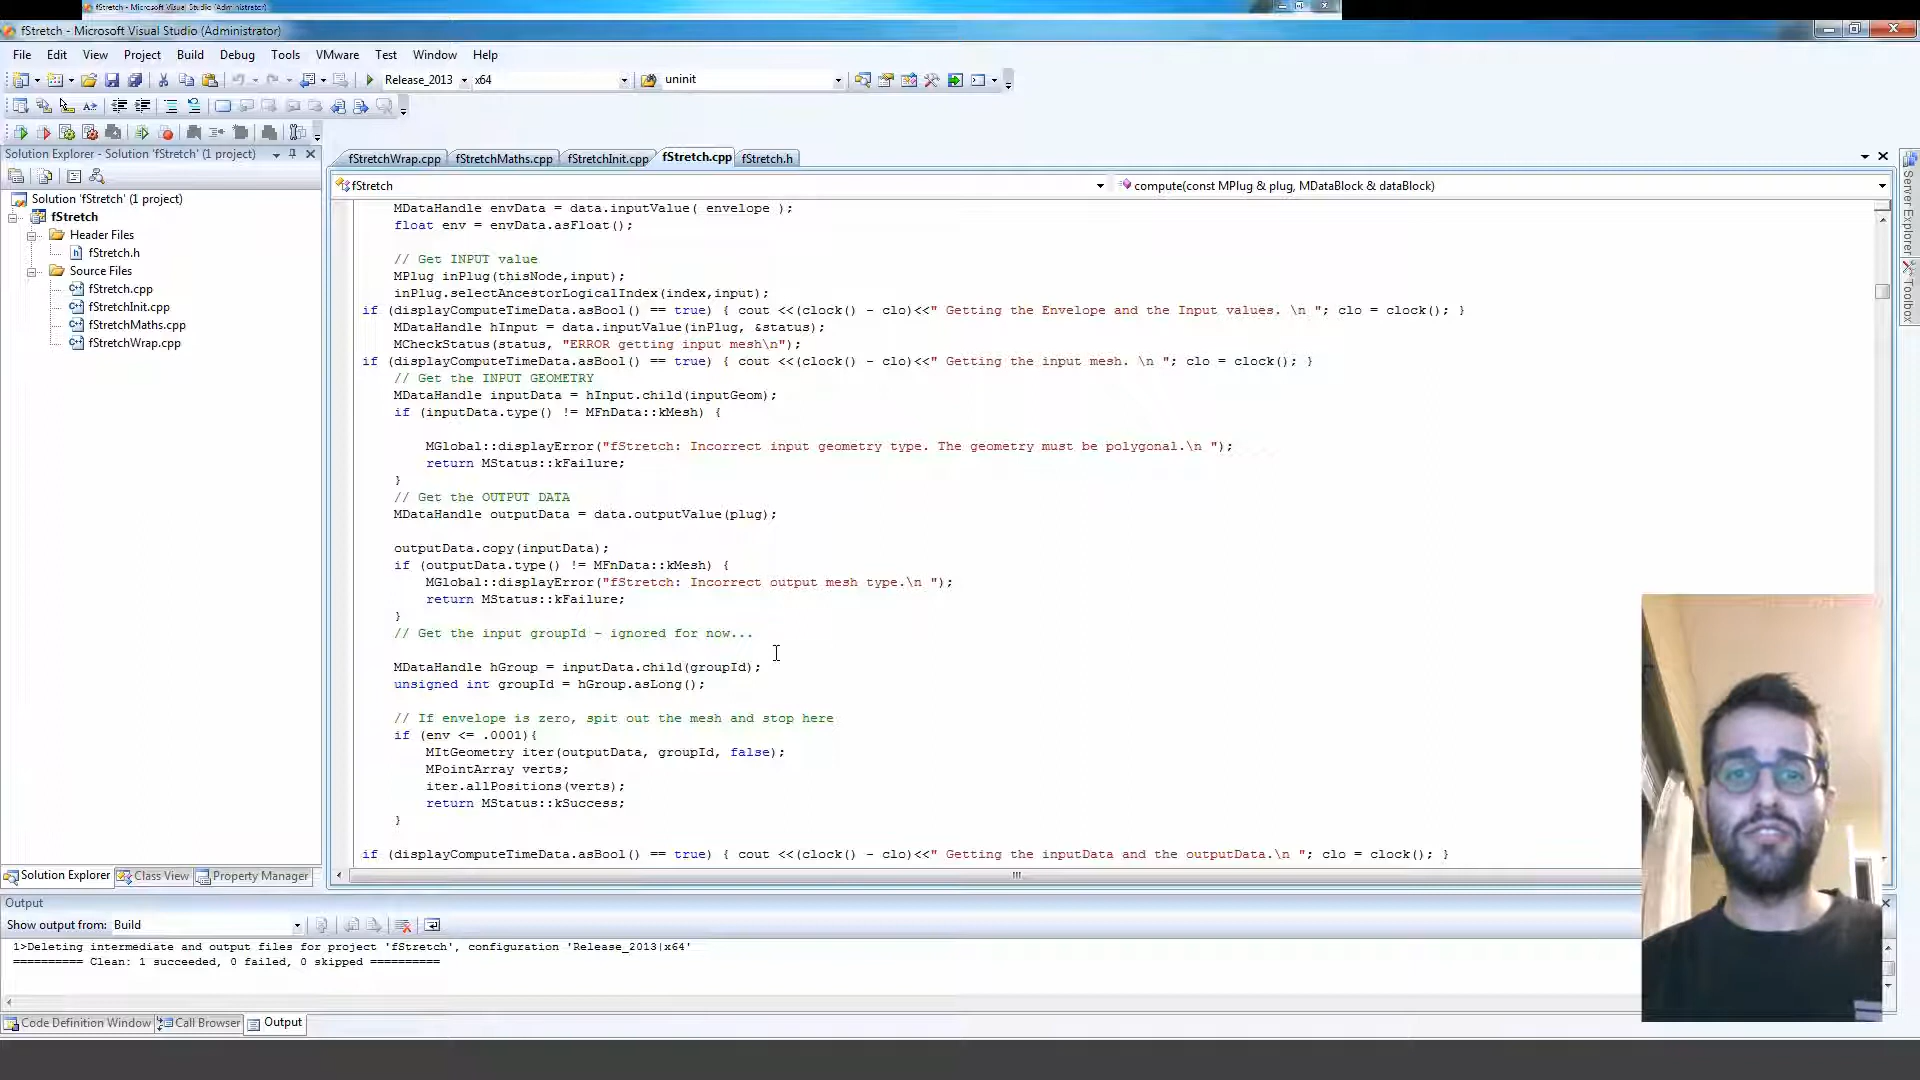 fStretch - Microsoft Visual Studio (Administrator)
fStretch - Microsoft Visual Studio (Administrator)
File Edit View Project Build Debug Tools VMware Test Window Help
Release_2013 x64 uninit
Solution Explorer - Solution 'fStretch' (1 project)
Solution 'fStretch' (1 project)
fStretch
Header Files
fStretch.h
Source Files
fStretch.cpp
fStretchInit.cpp
fStretchMaths.cpp
fStretchWrap.cpp
Solution Explorer Class View Property Manager
fStretchWrap.cpp fStretchMaths.cpp fStretchInit.cpp fStretch.cpp fStretch.h
fStretch compute(const MPlug & plug, MDataBlock & dataBlock)
MDataHandle envData = data.inputValue( envelope );
float env = envData.asFloat();
// Get INPUT value
MPlug inPlug(thisNode,input);
inPlug.selectAncestorLogicalIndex(index,input);
if (displayComputeTimeData.asBool() == true) { cout <<(clock() - clo)<<" Getting the Envelope and the Input values. \n "; clo = clock(); }
MDataHandle hInput = data.inputValue(inPlug, &status);
MCheckStatus(status, "ERROR getting input mesh\n");
if (displayComputeTimeData.asBool() == true) { cout <<(clock() - clo)<<" Getting the input mesh. \n "; clo = clock(); }
// Get the INPUT GEOMETRY
MDataHandle inputData = hInput.child(inputGeom);
if (inputData.type() != MFnData::kMesh) {
MGlobal::displayError("fStretch: Incorrect input geometry type. The geometry must be polygonal.\n ");
return MStatus::kFailure;
}
// Get the OUTPUT DATA
MDataHandle outputData = data.outputValue(plug);
outputData.copy(inputData);
if (outputData.type() != MFnData::kMesh) {
MGlobal::displayError("fStretch: Incorrect output mesh type.\n ");
return MStatus::kFailure;
}
// Get the input groupId - ignored for now...
MDataHandle hGroup = inputData.child(groupId);
unsigned int groupId = hGroup.asLong();
// If envelope is zero, spit out the mesh and stop here
if (env <= .0001){
MItGeometry iter(outputData, groupId, false);
MPointArray verts;
iter.allPositions(verts);
return MStatus::kSuccess;
}
if (displayComputeTimeData.asBool() == true) { cout <<(clock() - clo)<<" Getting the inputData and the outputData.\n "; clo = clock(); }
Server Explorer
Toolbox
Output
Show output from: Build
1>Deleting intermediate and output files for project 'fStretch', configuration 'Release_2013|x64'
========== Clean: 1 succeeded, 0 failed, 0 skipped ==========
Code Definition Window Call Browser Output